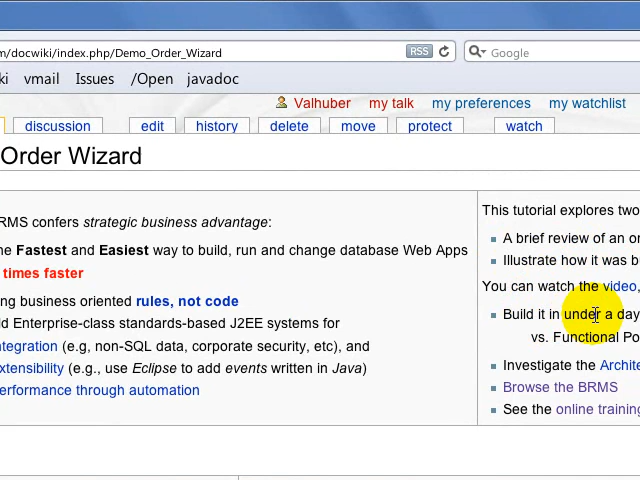 m/docwiki/index.php/Demo_Order_Wizard RSS Google
ki vmail Issues /Open javadoc
Valhuber my talk my preferences my watchlist
discussion edit history delete move protect watch
Order Wizard
RMS confers strategic business advantage:
he Fastest and Easiest way to build, run and change database Web Apps
times faster
ng business oriented rules, not code
d Enterprise-class standards-based J2EE systems for
ntegration (e.g, non-SQL data, corporate security, etc), and
xtensibility (e.g., use Eclipse to add events written in Java)
erformance through automation
This tutorial explores two
A brief review of an or
Illustrate how it was bu
You can watch the video,
Build it in under a day
vs. Functional Po
Investigate the Archite
Browse the BRMS
See the online training